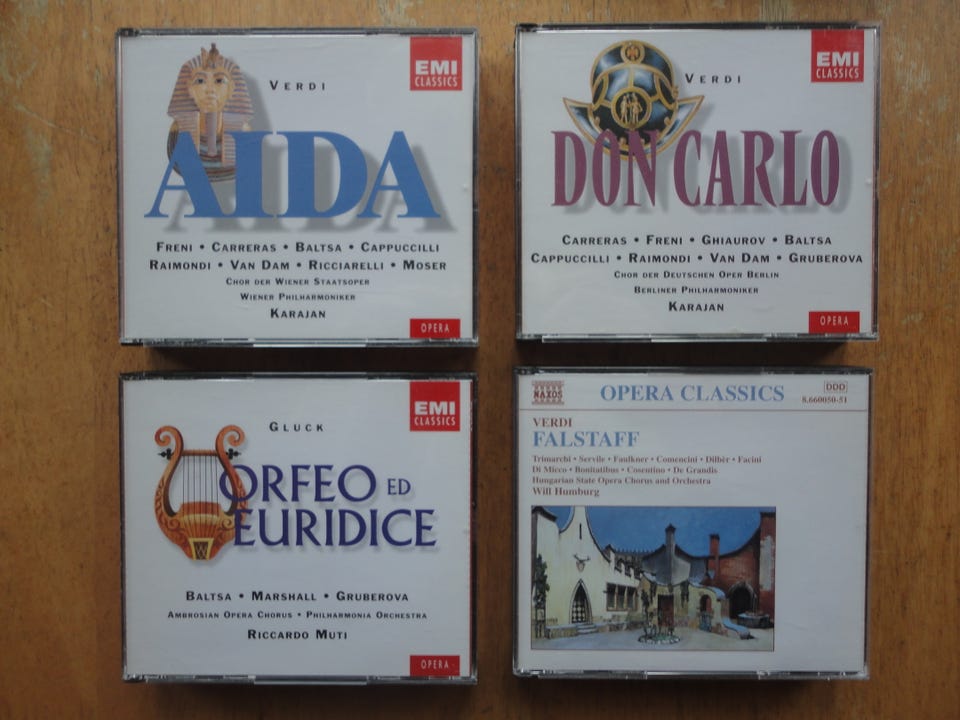 VERDI
EMI
CLASSICS
AIDA
FRENI • CARRERAS • BALTSA • CAPPUCCILLI
RAIMONDI • VAN DAM • RICCIARELLI • MOSER
CHOR DER WIENER STAATSOPER
WIENER PHILHARMONIKER
KARAJAN
OPERA
VERDI
EMI
CLASSICS
DON CARLO
CARRERAS • FRENI • GHIAUROV • BALTSA
CAPPUCCILLI • RAIMONDI • VAN DAM • GRUBEROVA
CHOR DER DEUTSCHEN OPER BERLIN
BERLINER PHILHARMONIKER
KARAJAN
OPERA
GLUCK
EMI
CLASSICS
ORFEO ED
EURIDICE
BALTSA • MARSHALL • GRUBEROVA
AMBROSIAN OPERA CHORUS • PHILHARMONIA ORCHESTRA
RICCARDO MUTI
OPERA
NAXOS
OPERA CLASSICS
DDD
8.660050-51
VERDI
FALSTAFF
Trimarchi • Servile • Faulkner • Comencini • Dilbèr • Facini
Di Micco • Bonitatibus • Cosentino • De Grandis
Hungarian State Opera Chorus and Orchestra
Will Humburg